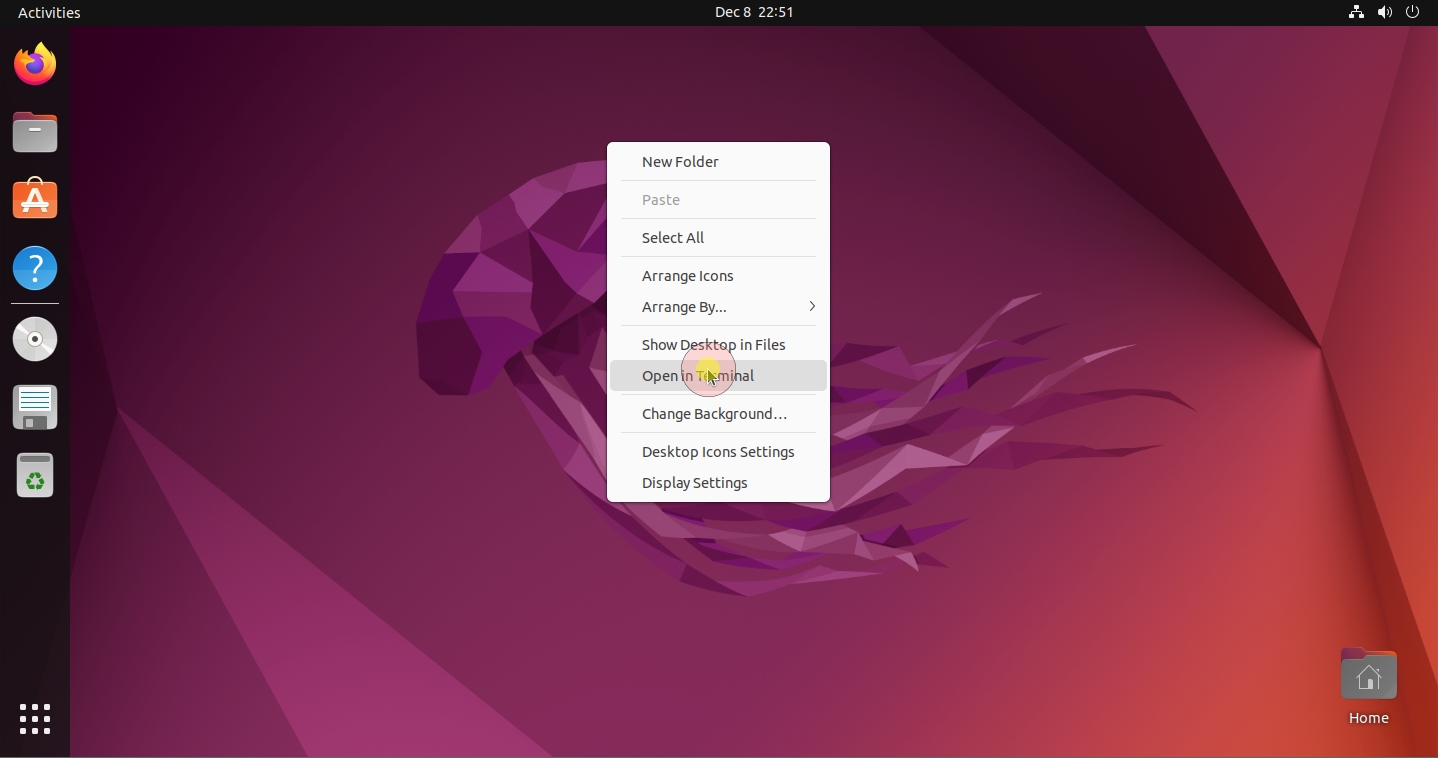 Activities
Dec 8 22:51
New Folder
Paste
Select All
Arrange Icons
Arrange By...
Show Desktop in Files
Open in Terminal
Change Background…
Desktop Icons Settings
Display Settings
Home